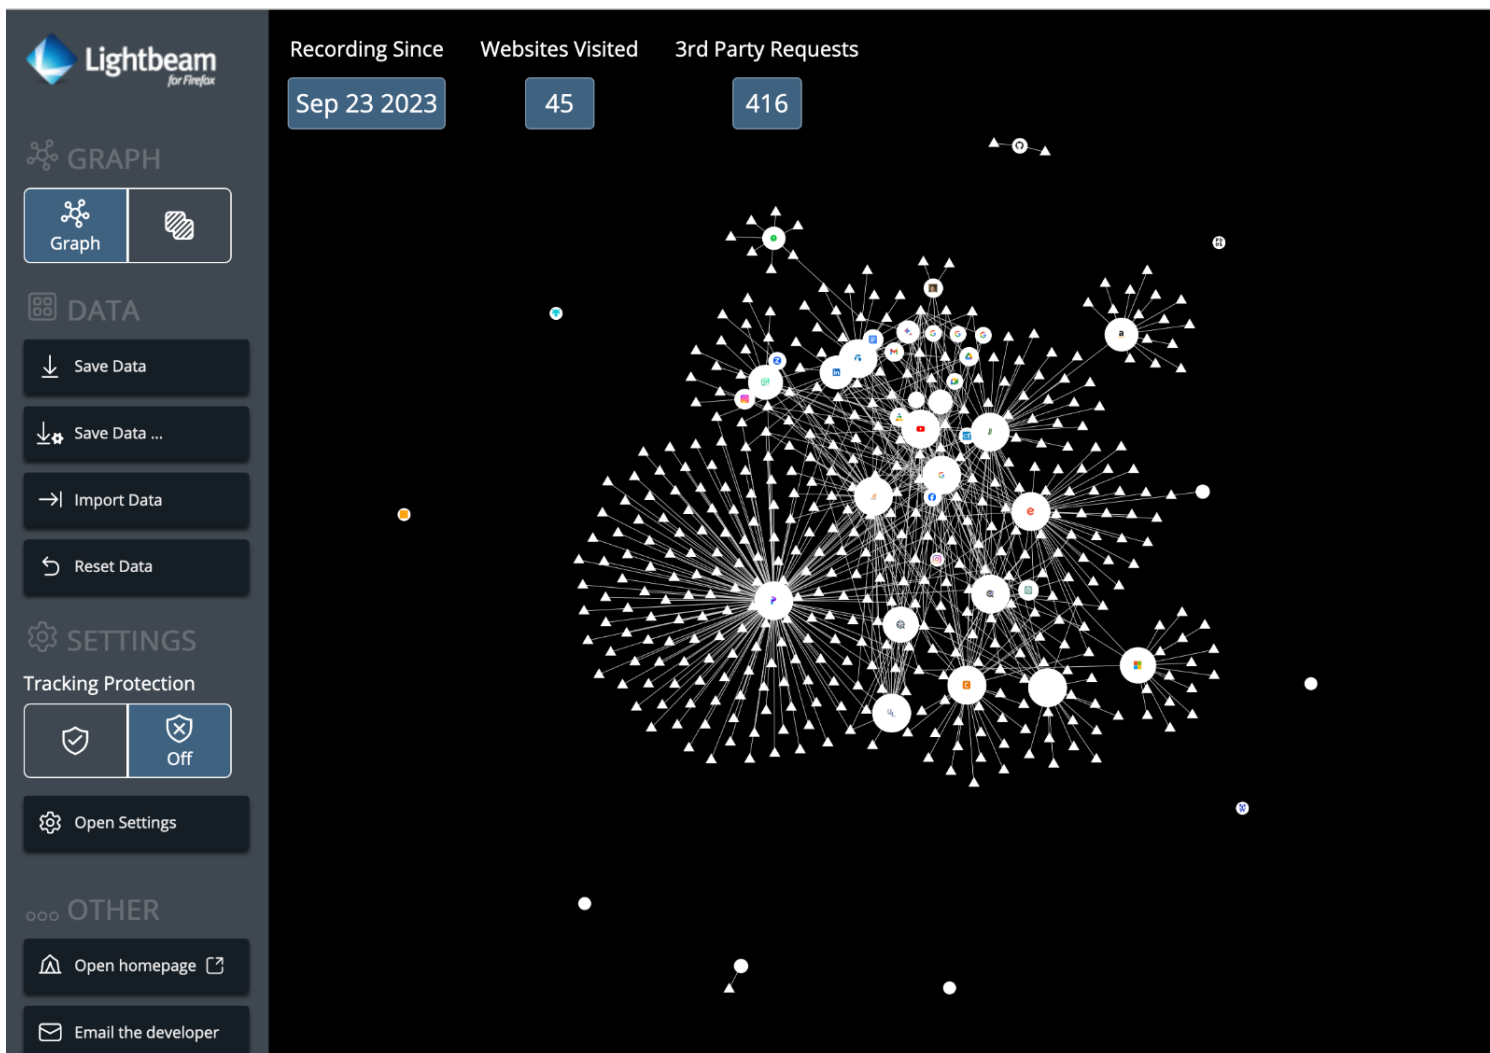 Lightbeam
for Firefox
GRAPH
Graph
DATA
Save Data
Save Data ...
Import Data
Reset Data
SETTINGS
Tracking Protection
Off
Open Settings
OTHER
Open homepage
Email the developer
Recording Since
Websites Visited
3rd Party Requests
Sep 23 2023
45
416